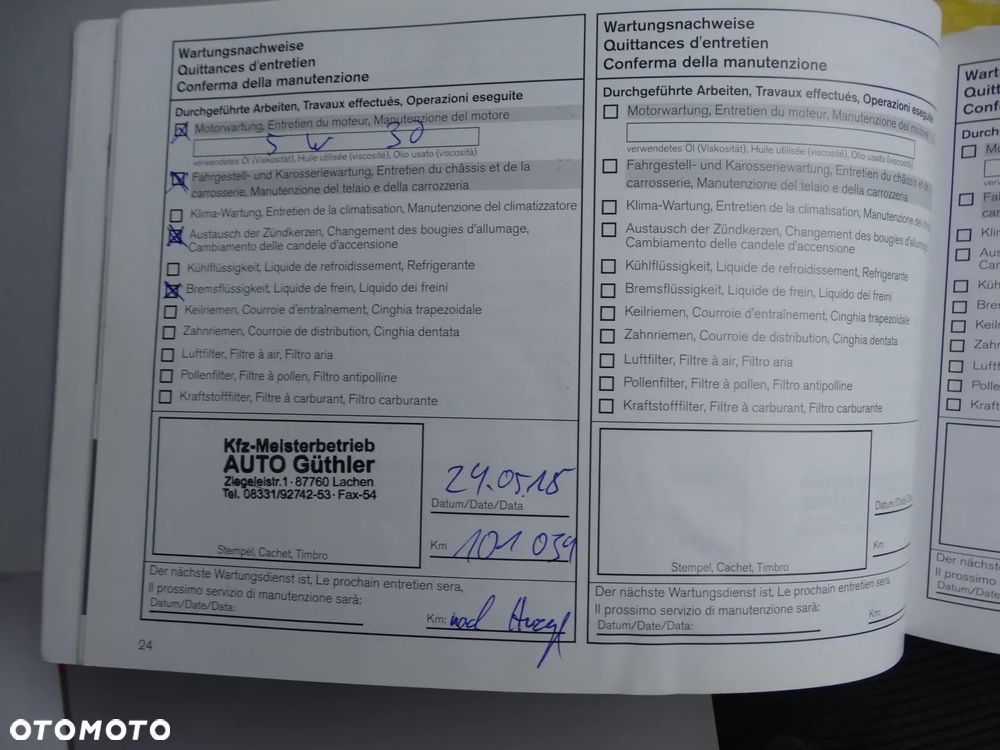 Wartungsnachweise
Quittances d'entretien
Conferma della manutenzione
Durchgeführte Arbeiten, Travaux effectués, Operazioni eseguite
Motorwartung, Entretien du moteur, Manutenzione del motore
5 W 30
verwendetes Öl (Viskosität), Huile utilisée (viscosité), Olio usato (viscosità)
Fahrgestell- und Karosseriewartung, Entretien du châssis et de la
carrosserie, Manutenzione del telaio e della carrozzeria
Klima-Wartung, Entretien de la climatisation, Manutenzione del climatizzatore
Austausch der Zündkerzen, Changement des bougies d'allumage,
Cambiamento delle candele d'accensione
Kühlflüssigkeit, Liquide de refroidissement, Refrigerante
Bremsflüssigkeit, Liquide de frein, Liquido dei freini
Keilriemen, Courroie d'entraînement, Cinghia trapezoidale
Zahnriemen, Courroie de distribution, Cinghia dentata
Luftfilter, Filtre à air, Filtro aria
Pollenfilter, Filtre à pollen, Filtro antipolline
Kraftstofffilter, Filtre à carburant, Filtro carburante
Kfz-Meisterbetrieb
AUTO Güthler
Ziegeleistr.1 · 87760 Lachen
Tel. 08331/92742-53 · Fax-54
Stempel, Cachet, Timbro
24.05.18
Datum/Date/Data
Km 101 039
Der nächste Wartungsdienst ist, Le prochain entretien sera,
Il prossimo servizio di manutenzione sarà:
Datum/Date/Data:
Km:
24
Wartungsnachweise
Quittances d'entretien
Conferma della manutenzione
Durchgeführte Arbeiten, Travaux effectués, Operazioni eseguite
Motorwartung, Entretien du moteur, Manutenzione del motore
verwendetes Öl (Viskosität), Huile utilisée (viscosité), Olio usato (viscosità)
Fahrgestell- und Karosseriewartung, Entretien du châssis et de la
carrosserie, Manutenzione del telaio e della carrozzeria
Klima-Wartung, Entretien de la climatisation, Manutenzione del
Austausch der Zündkerzen, Changement des bougies d'allumage,
Cambiamento delle candele d'accensione
Kühlflüssigkeit, Liquide de refroidissement, Refrigerante
Bremsflüssigkeit, Liquide de frein, Liquido dei freini
Keilriemen, Courroie d'entraînement, Cinghia trapezoidale
Zahnriemen, Courroie de distribution, Cinghia dentata
Luftfilter, Filtre à air, Filtro aria
Pollenfilter, Filtre à pollen, Filtro antipolline
Kraftstofffilter, Filtre à carburant, Filtro carburante
Stempel, Cachet, Timbro
Datum/Date/
Km
Der nächste Wartungsdienst ist, Le prochain entretien sera,
Il prossimo servizio di manutenzione sarà:
Datum/Date/Data:
Km:
Der nächste
Il prossimo
Datum/Date
OTOMOTO